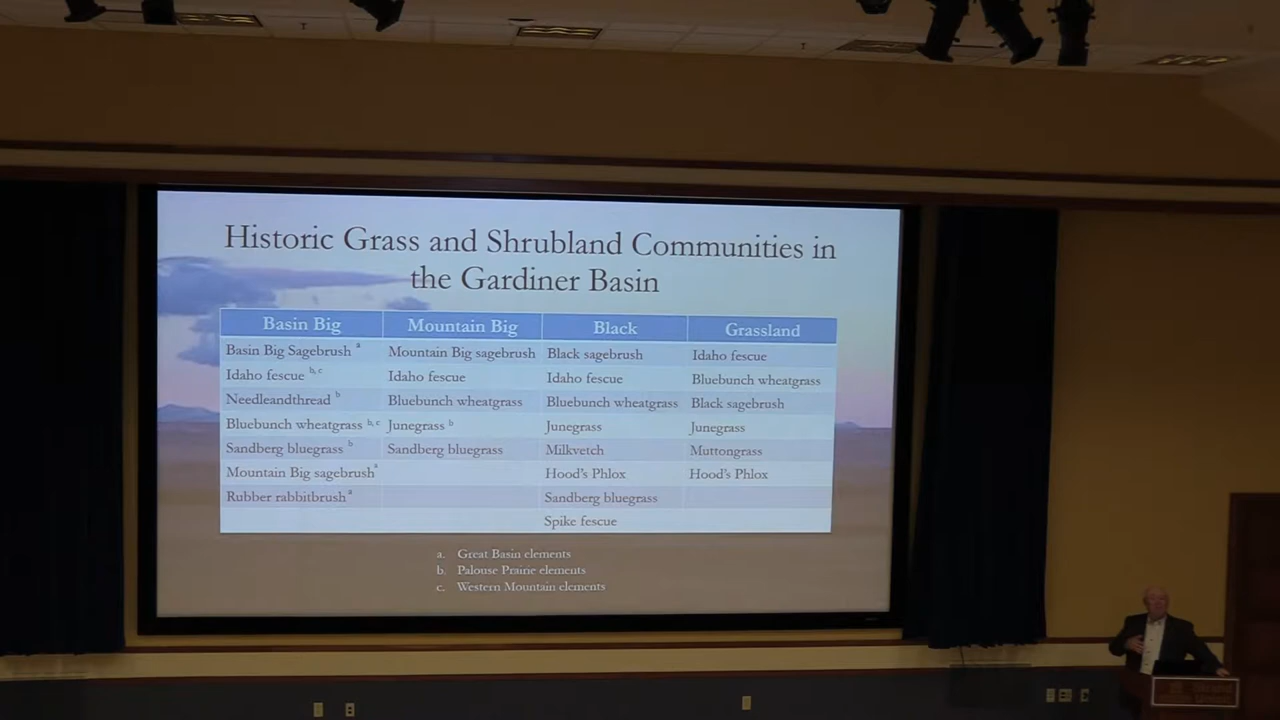 Historic Grass and Shrubland Communities in
the Gardiner Basin
Basin Big Mountain Big Black Grassland
Basin Big Sagebrush a Mountain Big sagebrush Black sagebrush Idaho fescue
Idaho fescue b,c Idaho fescue Idaho fescue Bluebunch wheatgrass
Needleandthread b Bluebunch wheatgrass Bluebunch wheatgrass Black sagebrush
Bluebunch wheatgrass b,c Junegrass b Junegrass Junegrass
Sandberg bluegrass b Sandberg bluegrass Milkvetch Muttongrass
Mountain Big sagebrush a Hood's Phlox Hood's Phlox
Rubber rabbitbrush a Sandberg bluegrass
Spike fescue
a. Great Basin elements
b. Palouse Prairie elements
c. Western Mountain elements